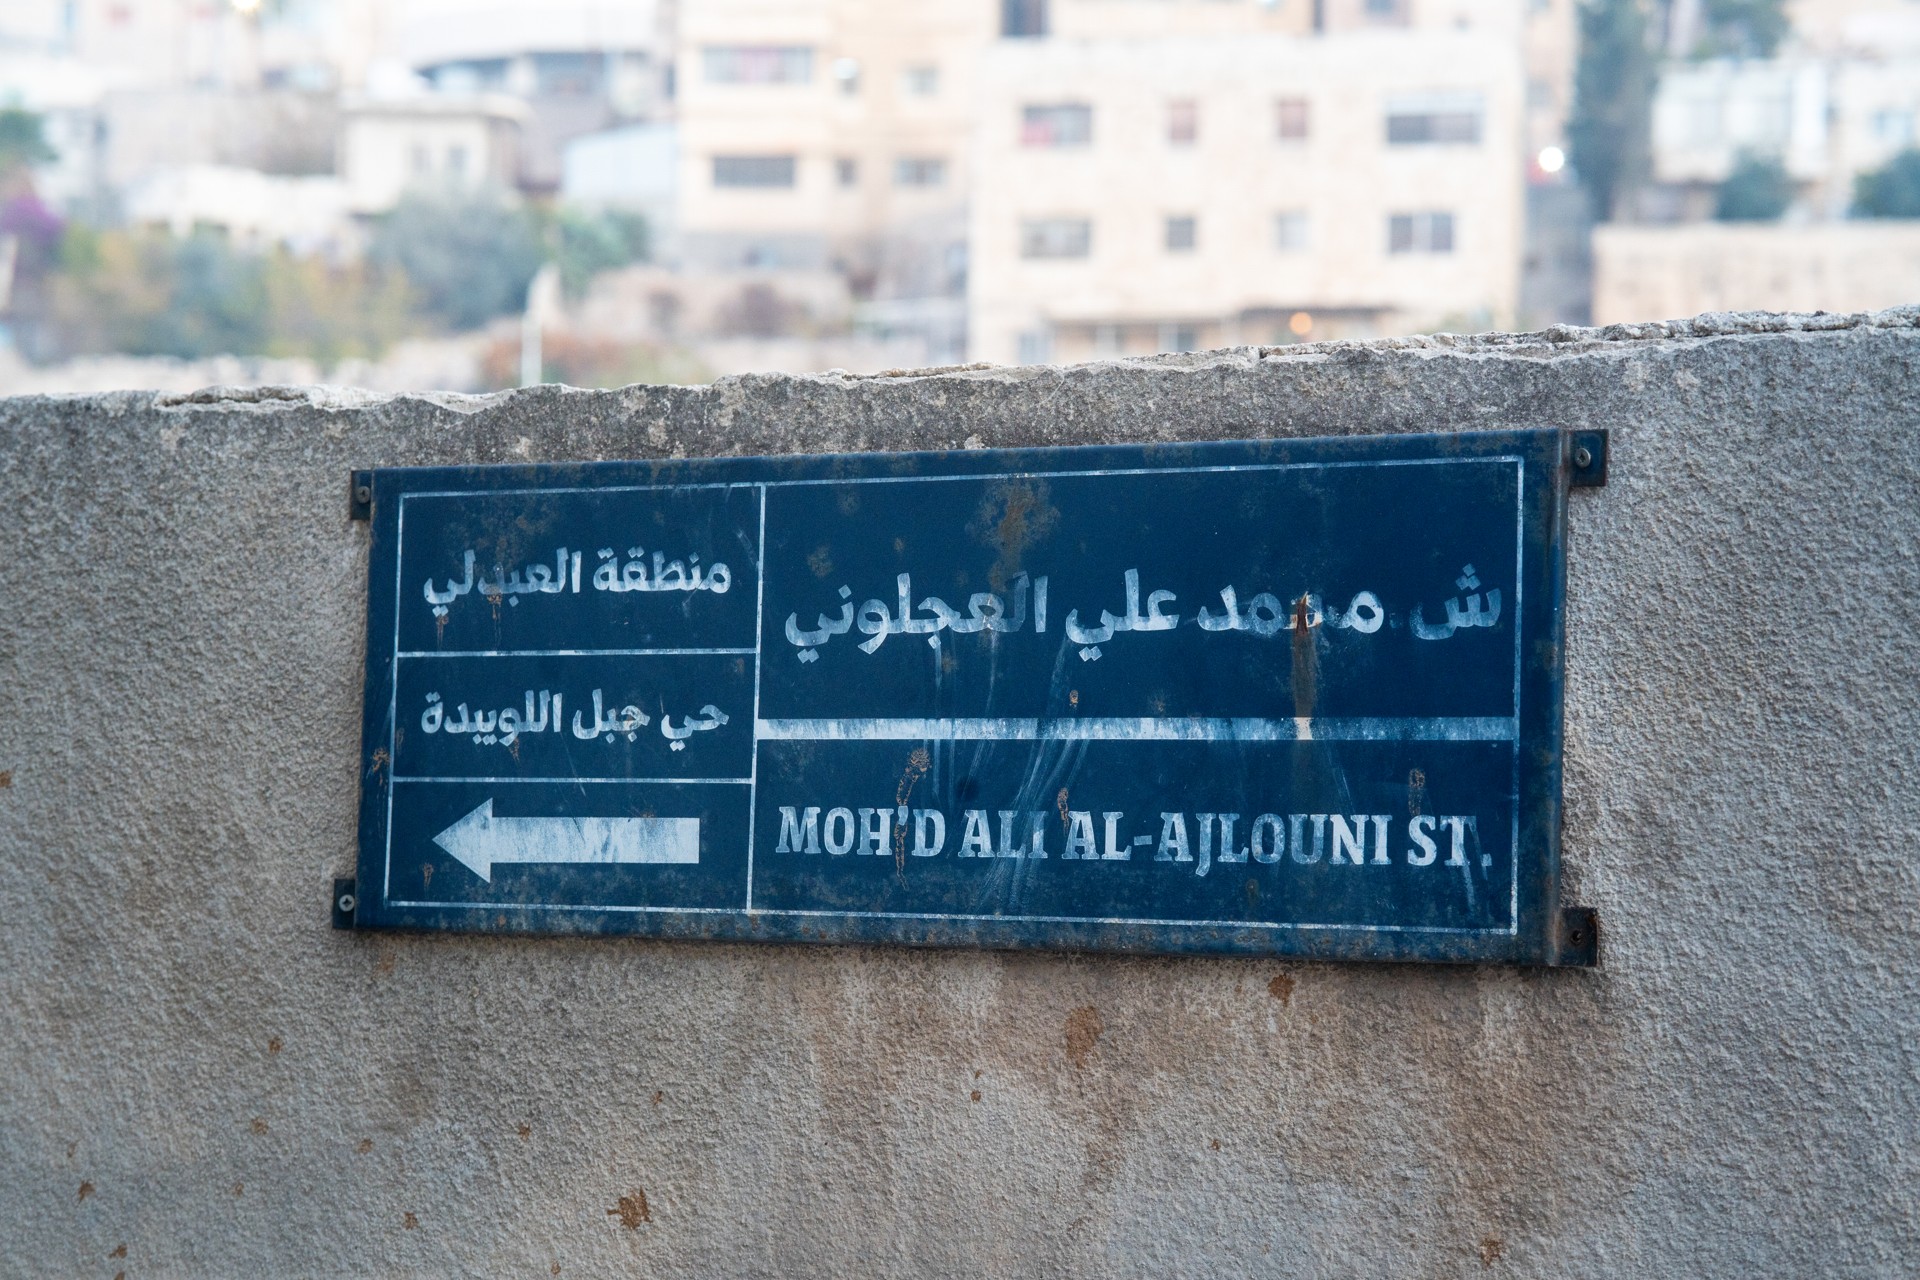 ش محمد علي العجلوني
MOH'D ALI AL-AJLOUNI ST.
منطقة العبدلي
حي جبل اللويبدة